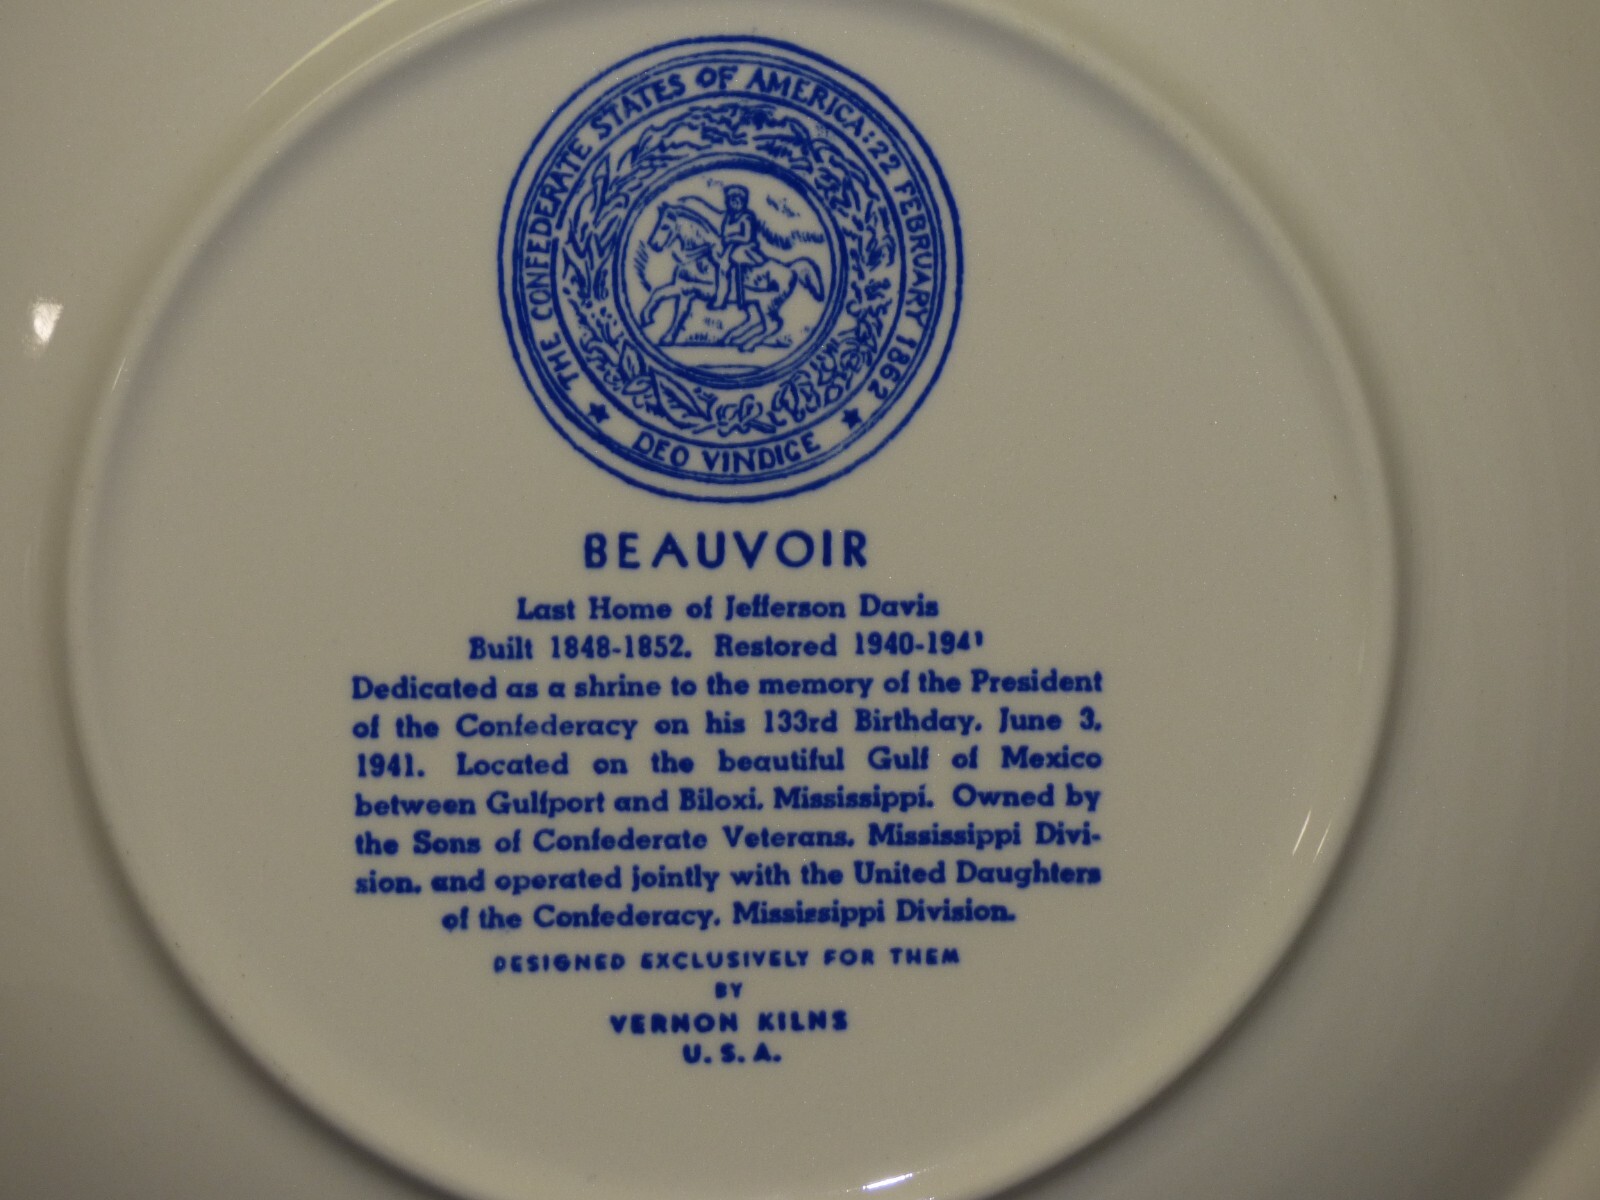 THE CONFEDERATE STATES OF AMERICA: 22 FEBRUARY 1862
DEO VINDICE
BEAUVOIR
Last Home of Jefferson Davis
Built 1848-1852. Restored 1940-1941
Dedicated as a shrine to the memory of the President
of the Confederacy on his 133rd Birthday, June 3,
1941. Located on the beautiful Gulf of Mexico
between Gulfport and Biloxi, Mississippi. Owned by
the Sons of Confederate Veterans, Mississippi Divi-
sion, and operated jointly with the United Daughters
of the Confederacy, Mississippi Division.
DESIGNED EXCLUSIVELY FOR THEM
BY
VERNON KILNS
U. S. A.